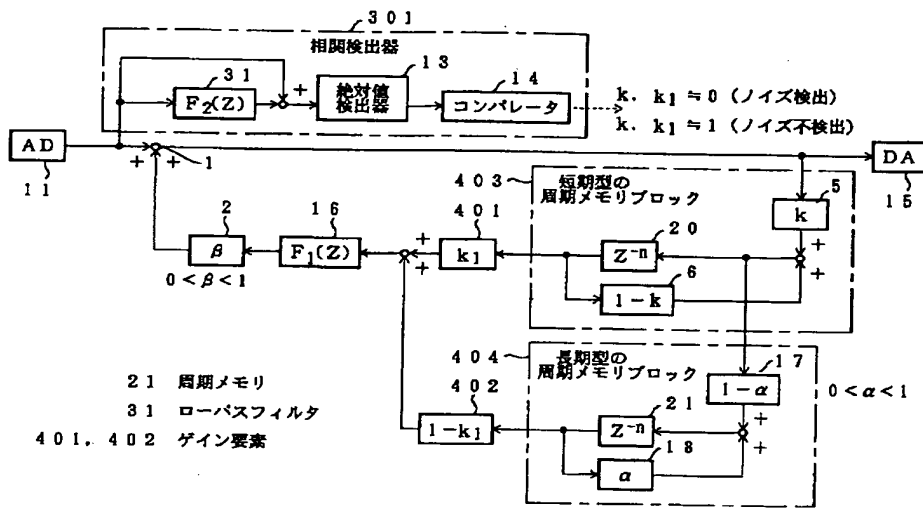 ３０１
相関検出器
３１
F₂(Z)
＋
１３
絶対値
検出器
１４
コンパレータ
k, k₁≒0 (ノイズ検出)
k, k₁≒1 (ノイズ不検出)
AD
１１
＋
＋
１
DA
１５
４０３
短期型の
周期メモリブロック
５
k
２
β
0<β<1
１６
F₁(Z)
＋
＋
４０１
k₁
２０
Z⁻ⁿ
＋
＋
６
1－k
４０４
長期型の
周期メモリブロック
１７
1－α
0<α<1
４０２
1－k₁
２１
Z⁻ⁿ
＋
＋
１８
α
２１ 周期メモリ
３１ ローパスフィルタ
４０１, ４０２ ゲイン要素